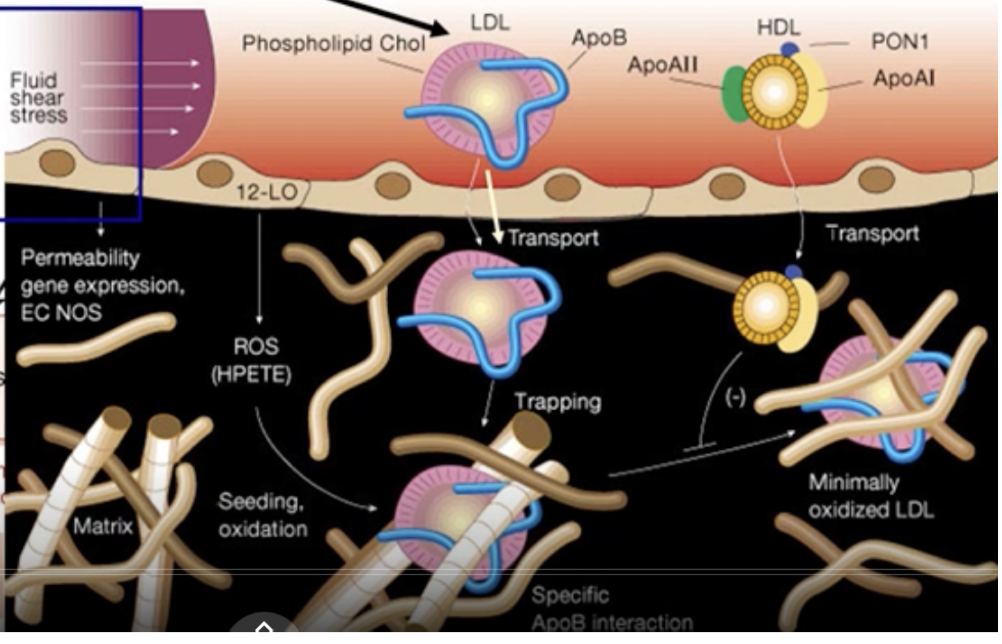 LDL
Phospholipid Chol
ApoB
HDL
PON1
ApoAII
ApoAI
Fluid
shear
stress
12-LO
Transport
Transport
Permeability
gene expression,
EC NOS
ROS
(HPETE)
Trapping
(-)
Seeding,
oxidation
Matrix
Minimally
oxidized LDL
Specific
ApoB interaction